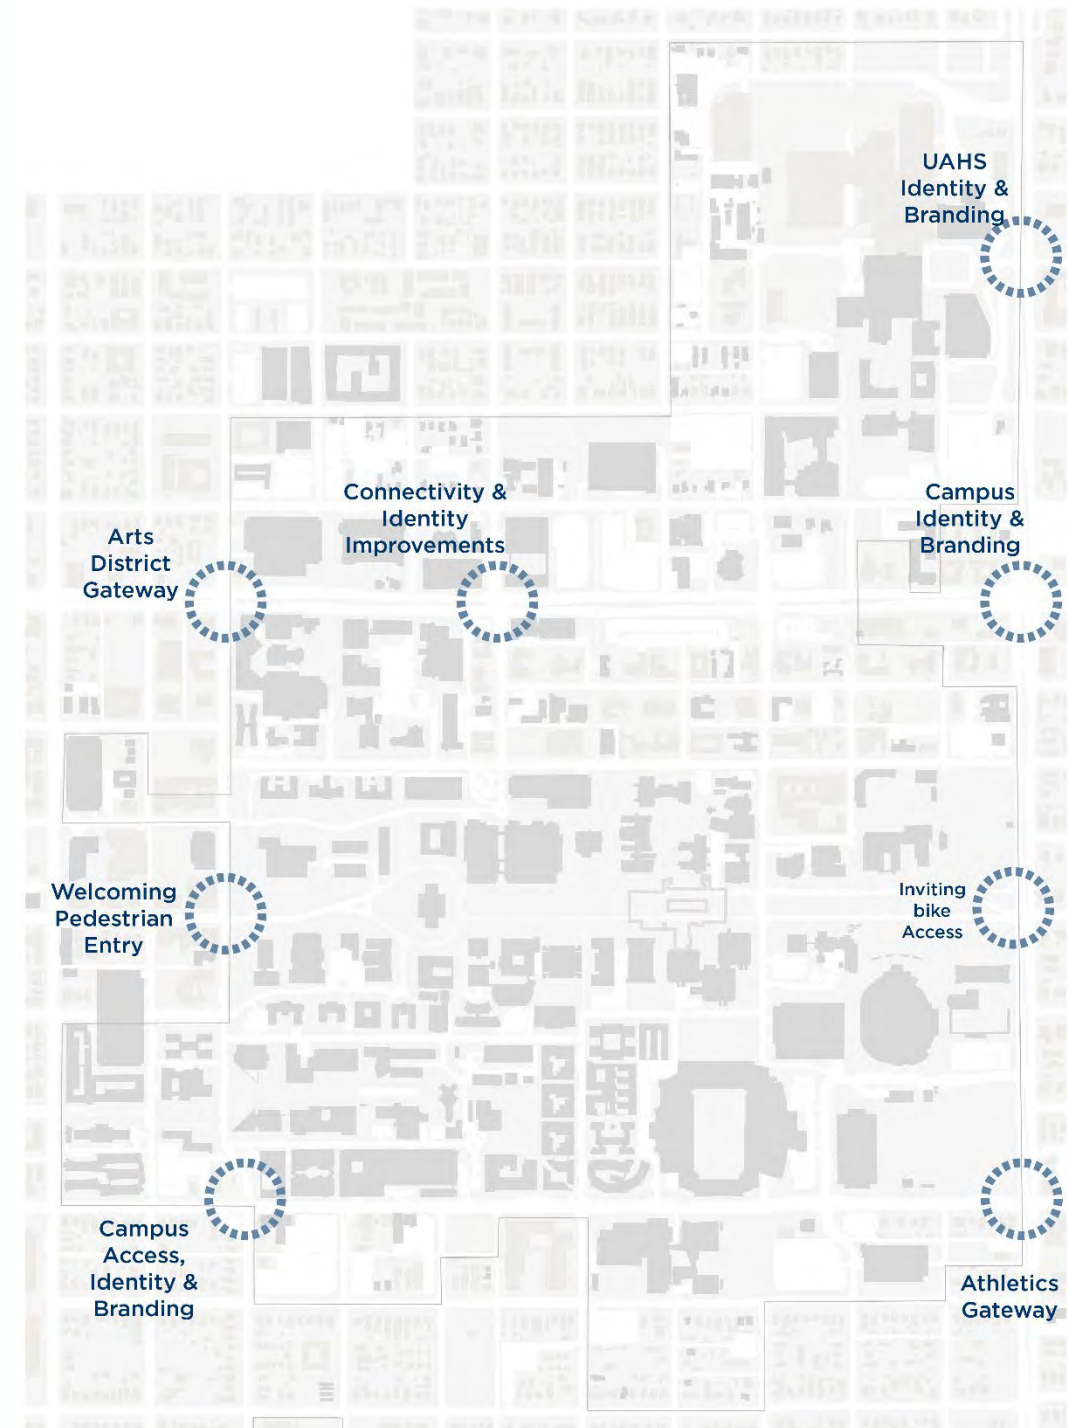 UAHS
Identity &
Branding
Connectivity &
Identity
Improvements
Campus
Identity &
Branding
Arts
District
Gateway
Welcoming
Pedestrian
Entry
Inviting
bike
Access
Campus
Access,
Identity &
Branding
Athletics
Gateway